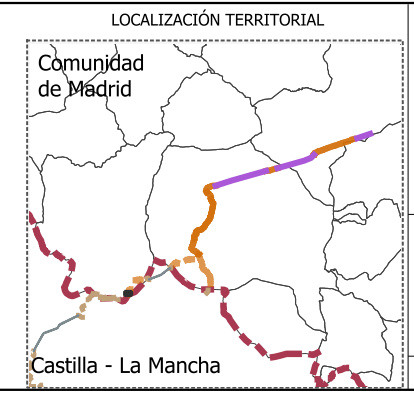 LOCALIZACIÓN TERRITORIAL
Comunidad
de Madrid
Castilla - La Mancha